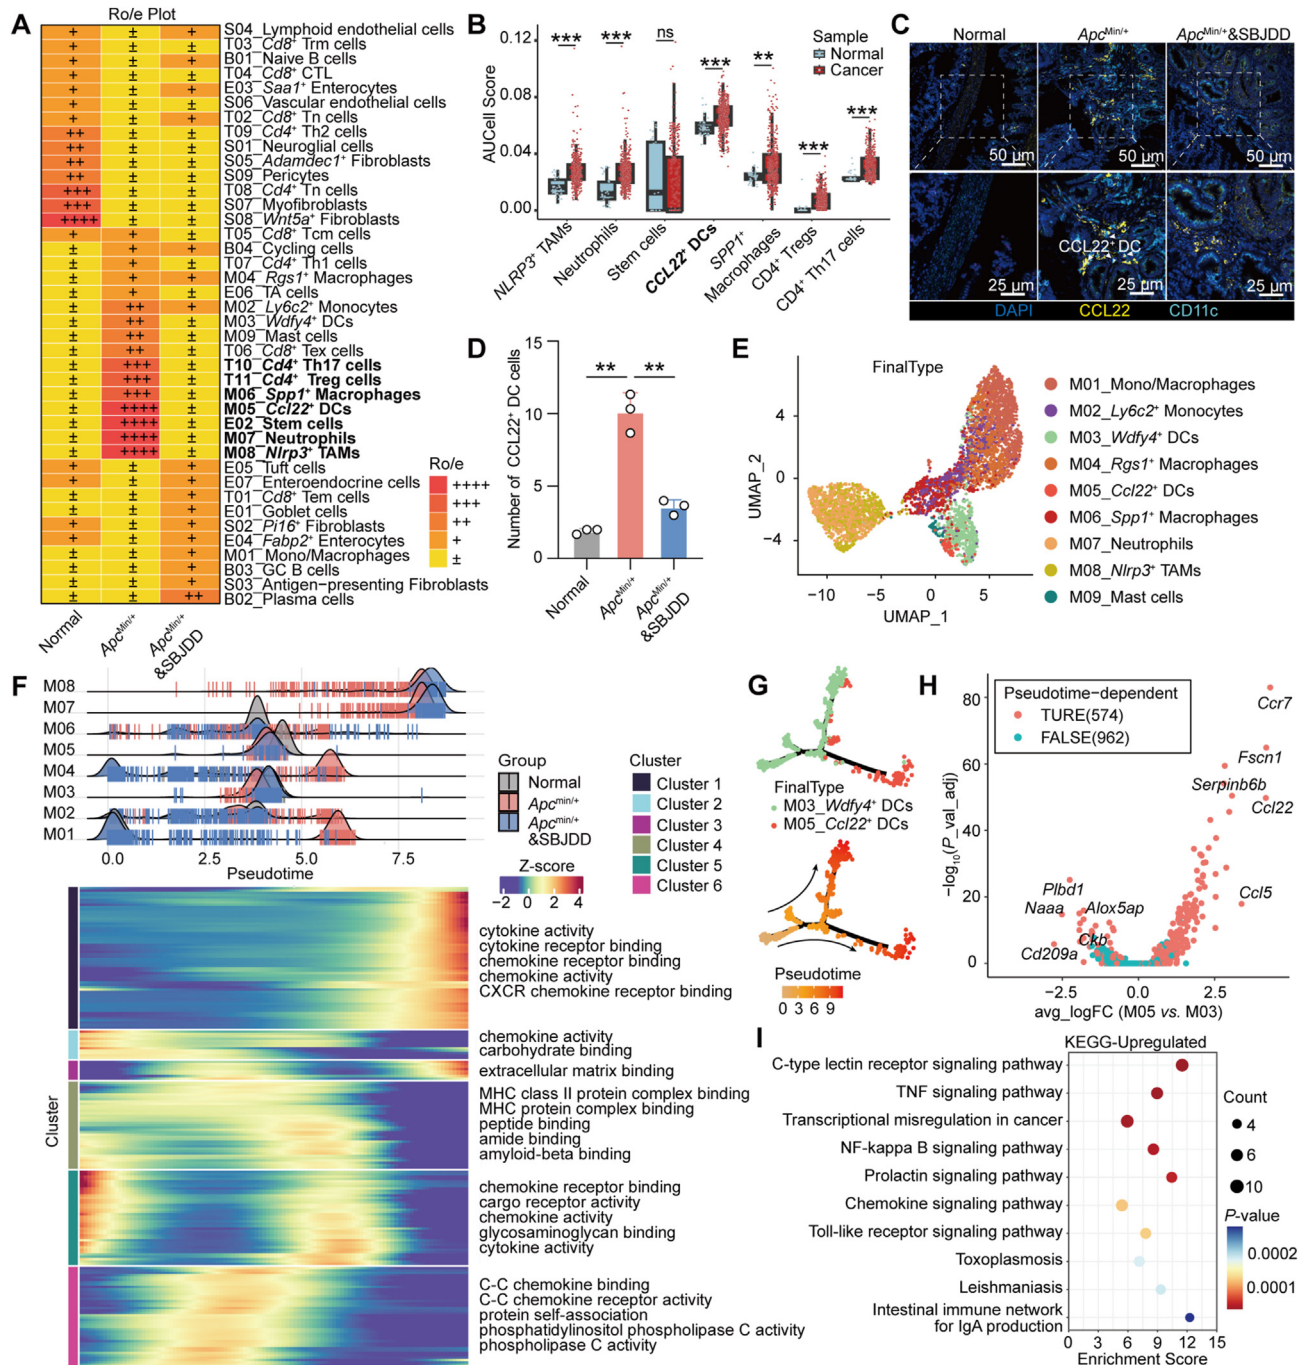 A
Ro/e Plot
+ ± + S04_Lymphoid endothelial cells
+ ± ± T03_Cd8⁺ Trm cells
+ ± + B01_Naive B cells
+ ± ± T04_Cd8⁺ CTL
+ ± + E03_Saa1⁺ Enterocytes
+ ± ± S06_Vascular endothelial cells
+ ± + T02_Cd8⁺ Tn cells
++ ± ± T09_Cd4⁺ Th2 cells
++ ± ± S01_Neuroglial cells
++ ± ± S05_Adamdec1⁺ Fibroblasts
++ ± ± S09_Pericytes
+++ ± ± T08_Cd4⁺ Tn cells
+++ ± ± S07_Myofibroblasts
++++ ± ± S08_Wnt5a⁺ Fibroblasts
+ + ± T05_Cd8⁺ Tcm cells
± + + B04_Cycling cells
± + ± T07_Cd4⁺ Th1 cells
± + + M04_Rgs1⁺ Macrophages
± + ± E06_TA cells
± ++ + M02_Ly6c2⁺ Monocytes
± ++ ± M03_Wdfy4⁺ DCs
± ++ ± M09_Mast cells
± ++ ± T06_Cd8⁺ Tex cells
± +++ ± T10_Cd4⁺ Th17 cells
± +++ ± T11_Cd4⁺ Treg cells
± +++ ± M06_Spp1⁺ Macrophages
± ++++ ± M05_Ccl22⁺ DCs
± ++++ ± E02_Stem cells
± ++++ ± M07_Neutrophils
± ++++ ± M08_Nlrp3⁺ TAMs
+ ± + E05_Tuft cells
+ ± + E07_Enteroendocrine cells
± ± + T01_Cd8⁺ Tem cells
± ± + E01_Goblet cells
+ ± + S02_Pi16⁺ Fibroblasts
+ ± + E04_Fabp2⁺ Enterocytes
± ± + M01_Mono/Macrophages
± ± + B03_GC B cells
± ± + S03_Antigen−presenting Fibroblasts
± ± ++ B02_Plasma cells
Normal
Apc^Min/+
Apc^Min/+
&SBJDD
Ro/e
++++
+++
++
+
±
B
AUCell Score
0.12
0.08
0.04
0.00
*** *** ns *** ** *** ***
Sample
Normal
Cancer
NLRP3⁺ TAMs
Neutrophils
Stem cells
CCL22⁺ DCs
SPP1⁺
Macrophages
CD4⁺ Tregs
CD4⁺ Th17 cells
C
Normal
Apc^Min/+
Apc^Min/+&SBJDD
50 µm
50 µm
50 µm
CCL22⁺ DC
25 µm
25 µm
25 µm
DAPI
CCL22
CD11c
D
Number of CCL22⁺ DC cells
15
10
5
0
** **
Normal
Apc^Min/+
Apc^Min/+
&SBJDD
E
FinalType
UMAP_2
4
0
−4
−10 −5 0 5
UMAP_1
M01_Mono/Macrophages
M02_Ly6c2⁺ Monocytes
M03_Wdfy4⁺ DCs
M04_Rgs1⁺ Macrophages
M05_Ccl22⁺ DCs
M06_Spp1⁺ Macrophages
M07_Neutrophils
M08_Nlrp3⁺ TAMs
M09_Mast cells
F
M08
M07
M06
M05
M04
M03
M02
M01
0.0 2.5 5.0 7.5
Pseudotime
Group
Normal
Apc^min/+
Apc^min/+
&SBJDD
Z−score
−2 0 2 4
Cluster
Cluster 1
Cluster 2
Cluster 3
Cluster 4
Cluster 5
Cluster 6
Cluster
cytokine activity
cytokine receptor binding
chemokine receptor binding
chemokine activity
CXCR chemokine receptor binding
chemokine activity
carbohydrate binding
extracellular matrix binding
MHC class II protein complex binding
MHC protein complex binding
peptide binding
amide binding
amyloid-beta binding
chemokine receptor binding
cargo receptor activity
chemokine activity
glycosaminoglycan binding
cytokine activity
C-C chemokine binding
C-C chemokine receptor activity
protein self-association
phosphatidylinositol phospholipase C activity
phospholipase C activity
G
FinalType
M03_Wdfy4⁺ DCs
M05_Ccl22⁺ DCs
Pseudotime
0 3 6 9
H
Pseudotime−dependent
TURE(574)
FALSE(962)
−log₁₀(P_val_adj)
80
60
40
20
0
Ccr7
Fscn1
Serpinb6b
Ccl22
Ccl5
Plbd1
Naaa
Alox5ap
Ckb
Cd209a
−2.5 0.0 2.5
avg_logFC (M05 vs. M03)
I
KEGG-Upregulated
C-type lectin receptor signaling pathway
TNF signaling pathway
Transcriptional misregulation in cancer
NF-kappa B signaling pathway
Prolactin signaling pathway
Chemokine signaling pathway
Toll-like receptor signaling pathway
Toxoplasmosis
Leishmaniasis
Intestinal immune network
for IgA production
0 3 6 9 12 15
Enrichment Score
Count
4
6
10
P-value
0.0002
0.0001